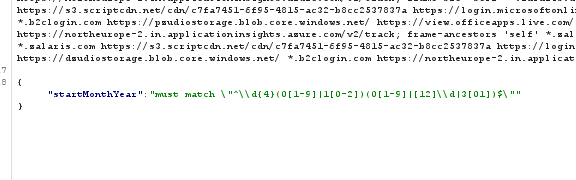 https://s3.scriptcdn.net/cdn/c7fa7451-6f95-4815-ac32-b8cc2537837a https://login.microsoftonli
*.b2clogin.com https://pzudiostorage.blob.core.windows.net/ https://view.officeapps.live.com/
https://northeurope-2.in.applicationinsights.azure.com/v2/track; frame-ancestors 'self' *.zal
*.zalaris.com https://s3.scriptcdn.net/cdn/c7fa7451-6f95-4815-ac32-b8cc2537837a https://login
https://dzudiostorage.blob.core.windows.net/ *.b2clogin.com https://northeurope-2.in.applicat
7
8 {
"startMonthYear":"must match \"^\\d{4}(0[1-9]|1[0-2])(0[1-9]|[12]\\d|3[01])$\""
}